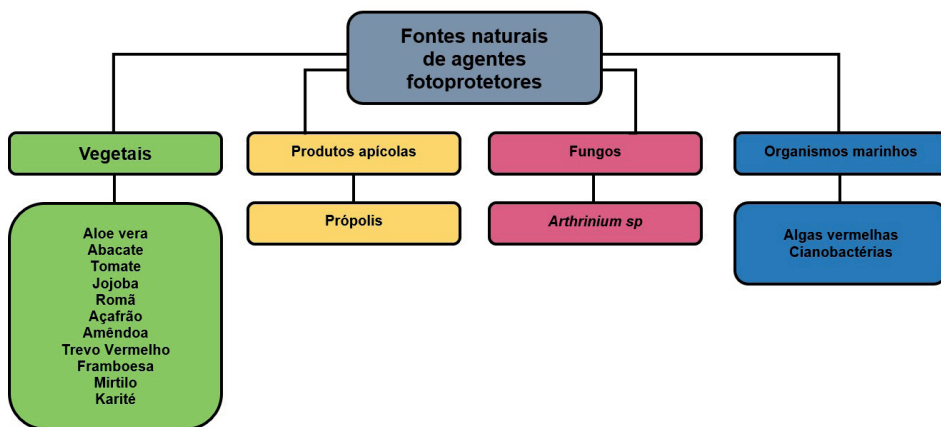 Fontes naturais
de agentes
fotoprotetores
Vegetais
Produtos apícolas
Fungos
Organismos marinhos
Aloe vera
Abacate
Tomate
Jojoba
Romã
Açafrão
Amêndoa
Trevo Vermelho
Framboesa
Mirtilo
Karité
Própolis
Arthrinium sp
Algas vermelhas
Cianobactérias